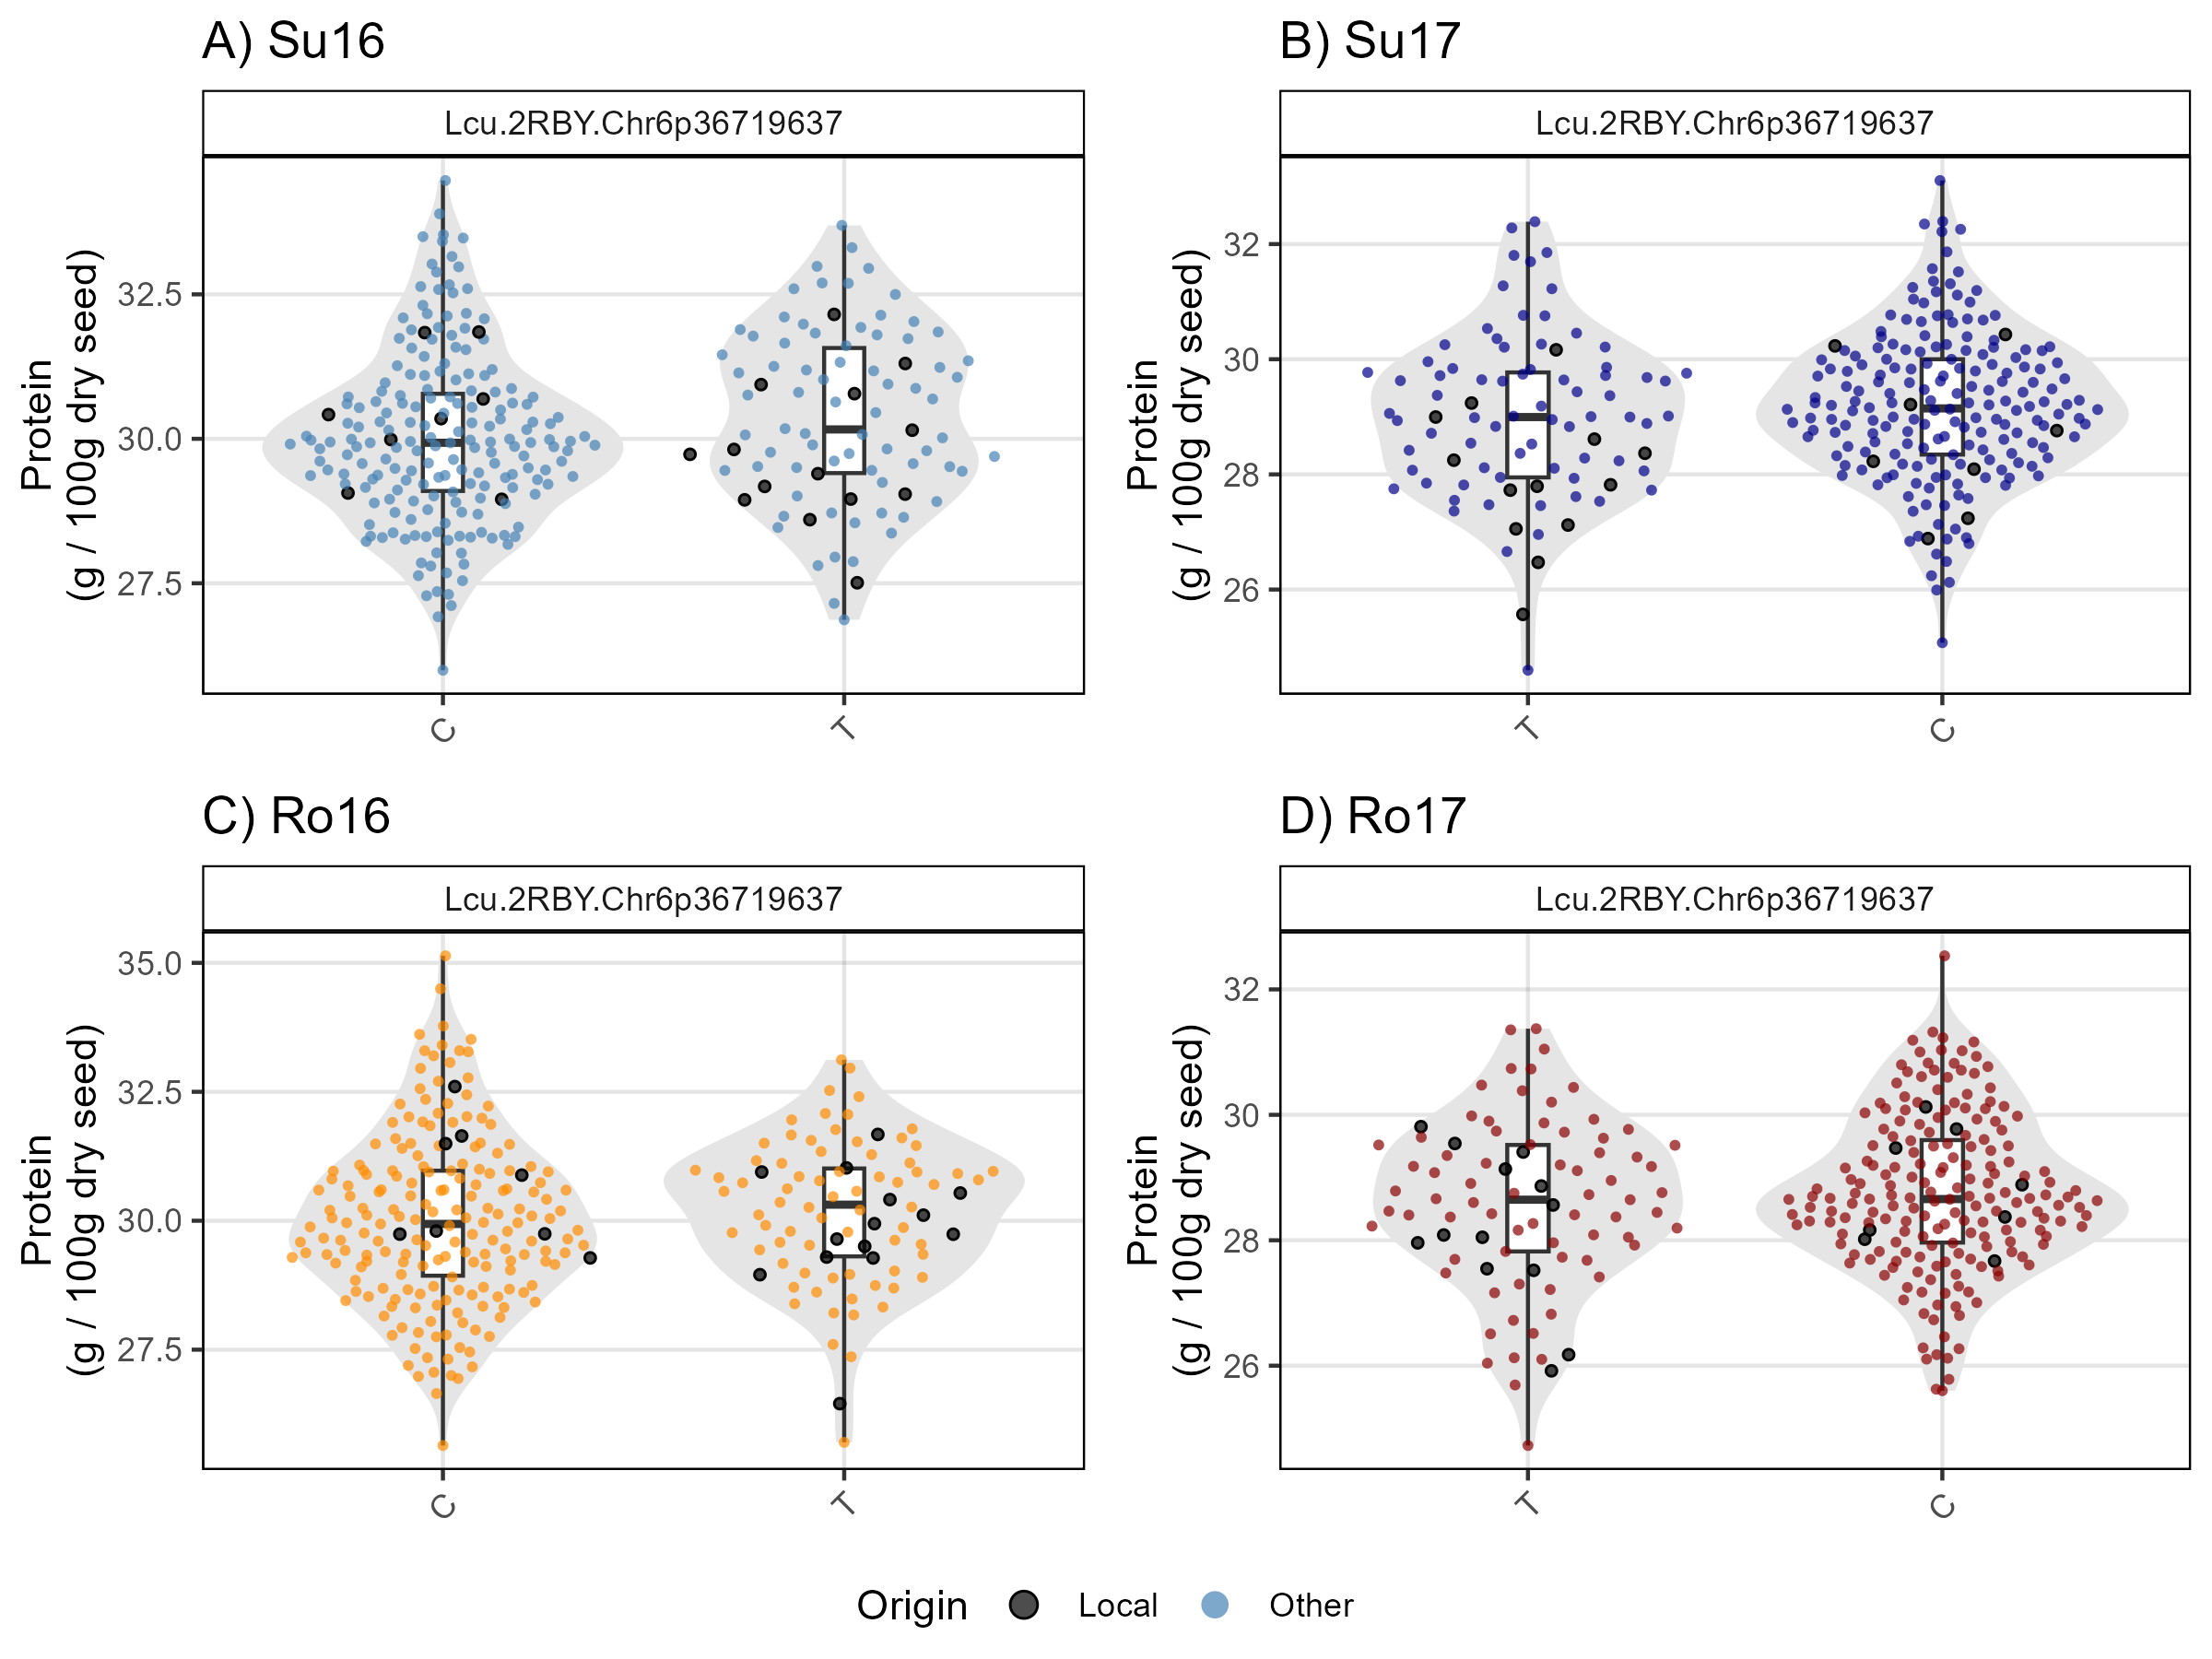 A) Su16
Lcu.2RBY.Chr6p36719637
Protein
(g / 100g dry seed)
32.5
30.0
27.5
C
T
B) Su17
Lcu.2RBY.Chr6p36719637
Protein
(g / 100g dry seed)
32
30
28
26
T
C
C) Ro16
Lcu.2RBY.Chr6p36719637
Protein
(g / 100g dry seed)
35.0
32.5
30.0
27.5
C
T
D) Ro17
Lcu.2RBY.Chr6p36719637
Protein
(g / 100g dry seed)
32
30
28
26
T
C
Origin Local Other